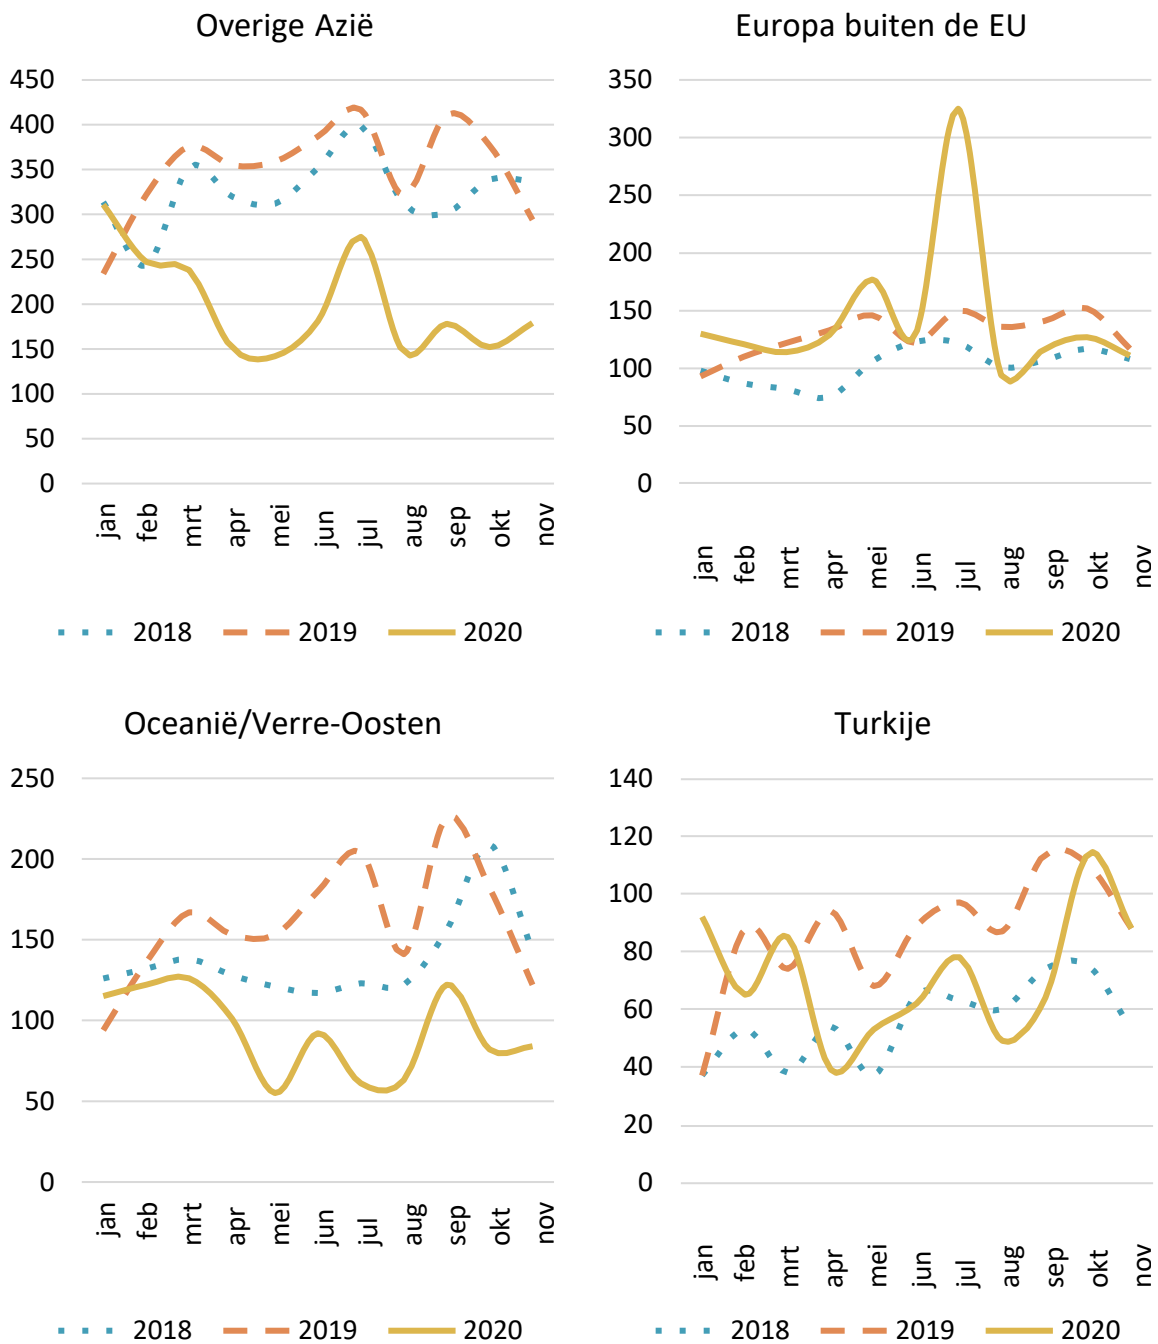 Overige Azië
450
400
350
300
250
200
150
100
50
0
jan
feb
mrt
apr
mei
jun
jul
aug
sep
okt
nov
2018 2019 2020
Europa buiten de EU
350
300
250
200
150
100
50
0
jan
feb
mrt
apr
mei
jun
jul
aug
sep
okt
nov
2018 2019 2020
Oceanië/Verre-Oosten
250
200
150
100
50
0
jan
feb
mrt
apr
mei
jun
jul
aug
sep
okt
nov
2018 2019 2020
Turkije
140
120
100
80
60
40
20
0
jan
feb
mrt
apr
mei
jun
jul
aug
sep
okt
nov
2018 2019 2020